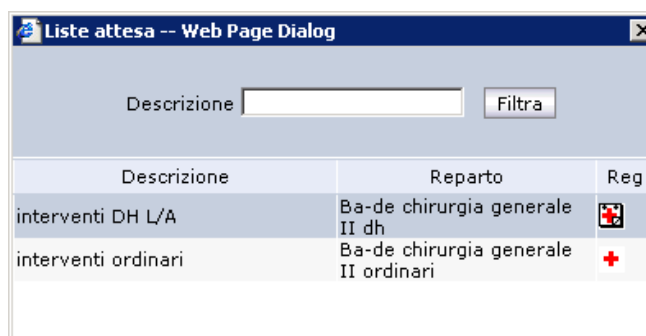 Liste attesa -- Web Page Dialog
Descrizione
Filtra
Descrizione Reparto Reg
interventi DH L/A
Ba-de chirurgia generale
II dh
interventi ordinari
Ba-de chirurgia generale
II ordinari